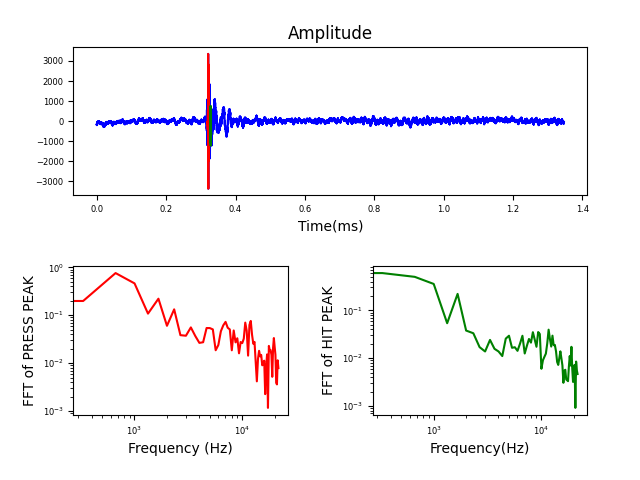 Amplitude
3000
2000
1000
0
−1000
−2000
−3000
0.0 0.2 0.4 0.6 0.8 1.0 1.2 1.4
Time(ms)
FFT of PRESS PEAK
10⁰
10⁻¹
10⁻²
10⁻³
10³ 10⁴
Frequency (Hz)
FFT of HIT PEAK
10⁻¹
10⁻²
10⁻³
10³ 10⁴
Frequency(Hz)